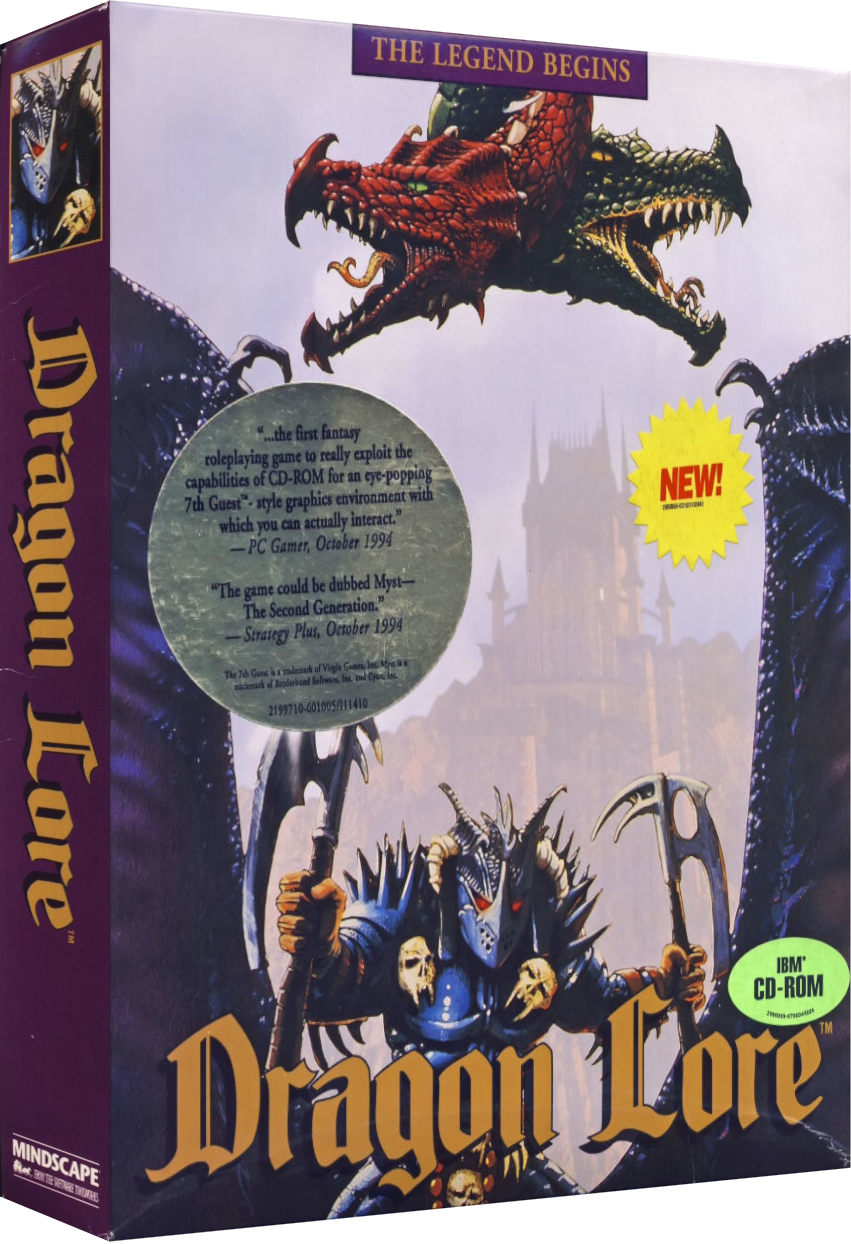 THE LEGEND BEGINS
"...the first fantasy
roleplaying game to really exploit the
capabilities of CD-ROM for an eye-popping
7th Guest™- style graphics environment with
which you can actually interact."
— PC Gamer, October 1994
"The game could be dubbed Myst—
The Second Generation."
— Strategy Plus, October 1994
The 7th Guest is a trademark of Virgin Games, Inc. Myst is a
trademark of Broderbund Software, Inc. and Cyan, Inc.
2199710-601005/111410
NEW!
IBM®
CD-ROM
Dragon Lore™
Dragon Lore™
MINDSCAPE
FROM THE SOFTWARE TOOLWORKS